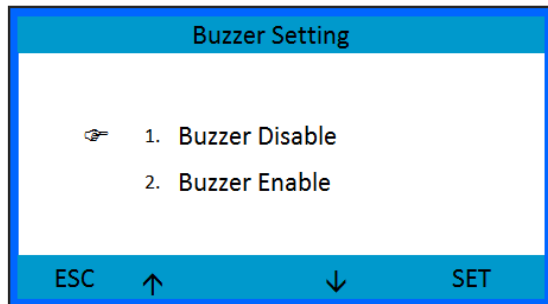 Buzzer Setting
☞ 1. Buzzer Disable
2. Buzzer Enable
ESC ↑ ↓ SET